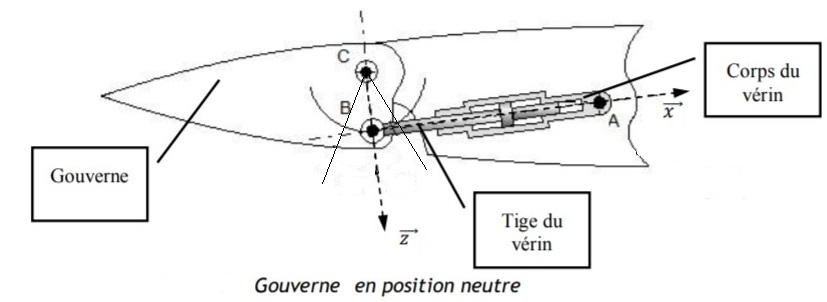 C
B
A
Corps du
vérin
x
Gouverne
Tige du
vérin
z
Gouverne en position neutre